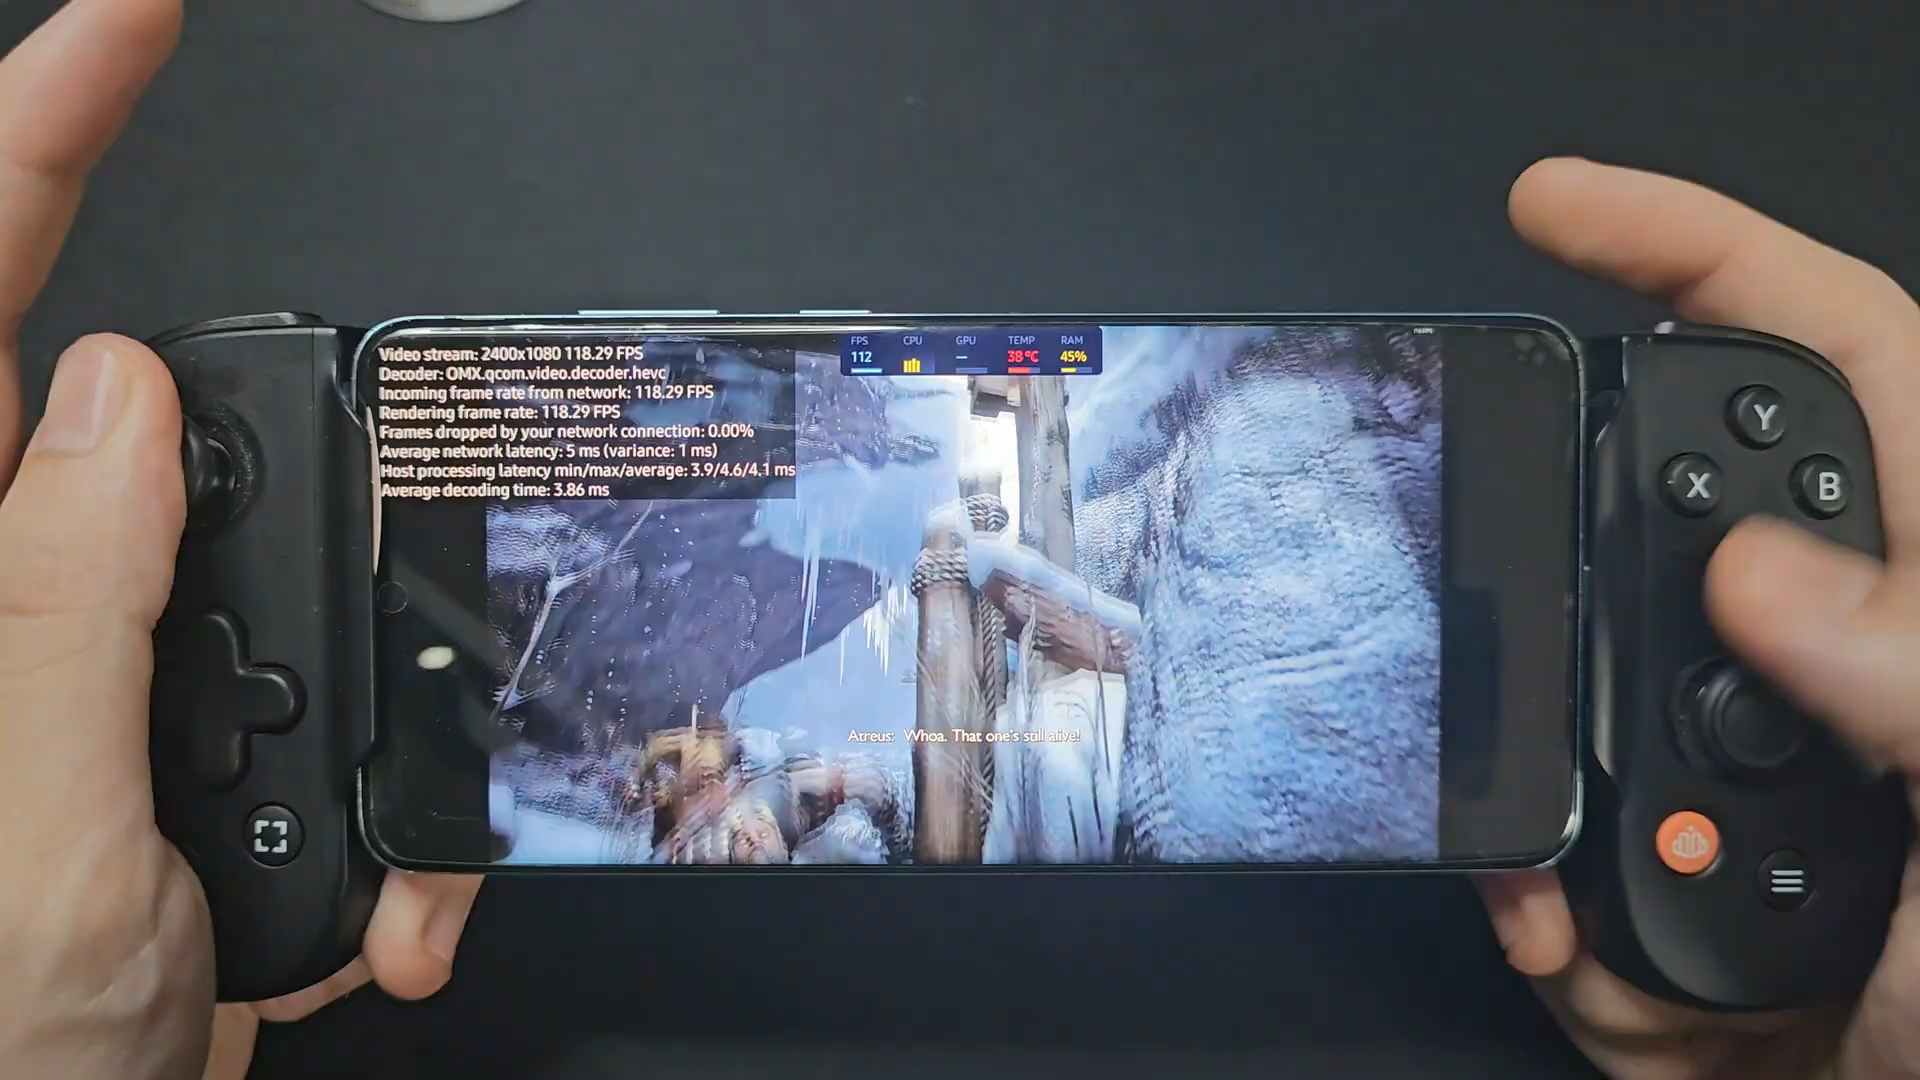 Video stream: 2400x1080 118.29 FPS
Decoder: OMX.qcom.video.decoder.hevc
Incoming frame rate from network: 118.29 FPS
Rendering frame rate: 118.29 FPS
Frames dropped by your network connection: 0.00%
Average network latency: 5 ms (variance: 1 ms)
Host processing latency min/max/average: 3.9/4.6/4.1 ms
Average decoding time: 3.86 ms
FPS CPU GPU TEMP RAM
112 — 38°C 45%
Atreus: Whoa. That one's still alive!
Y
X B